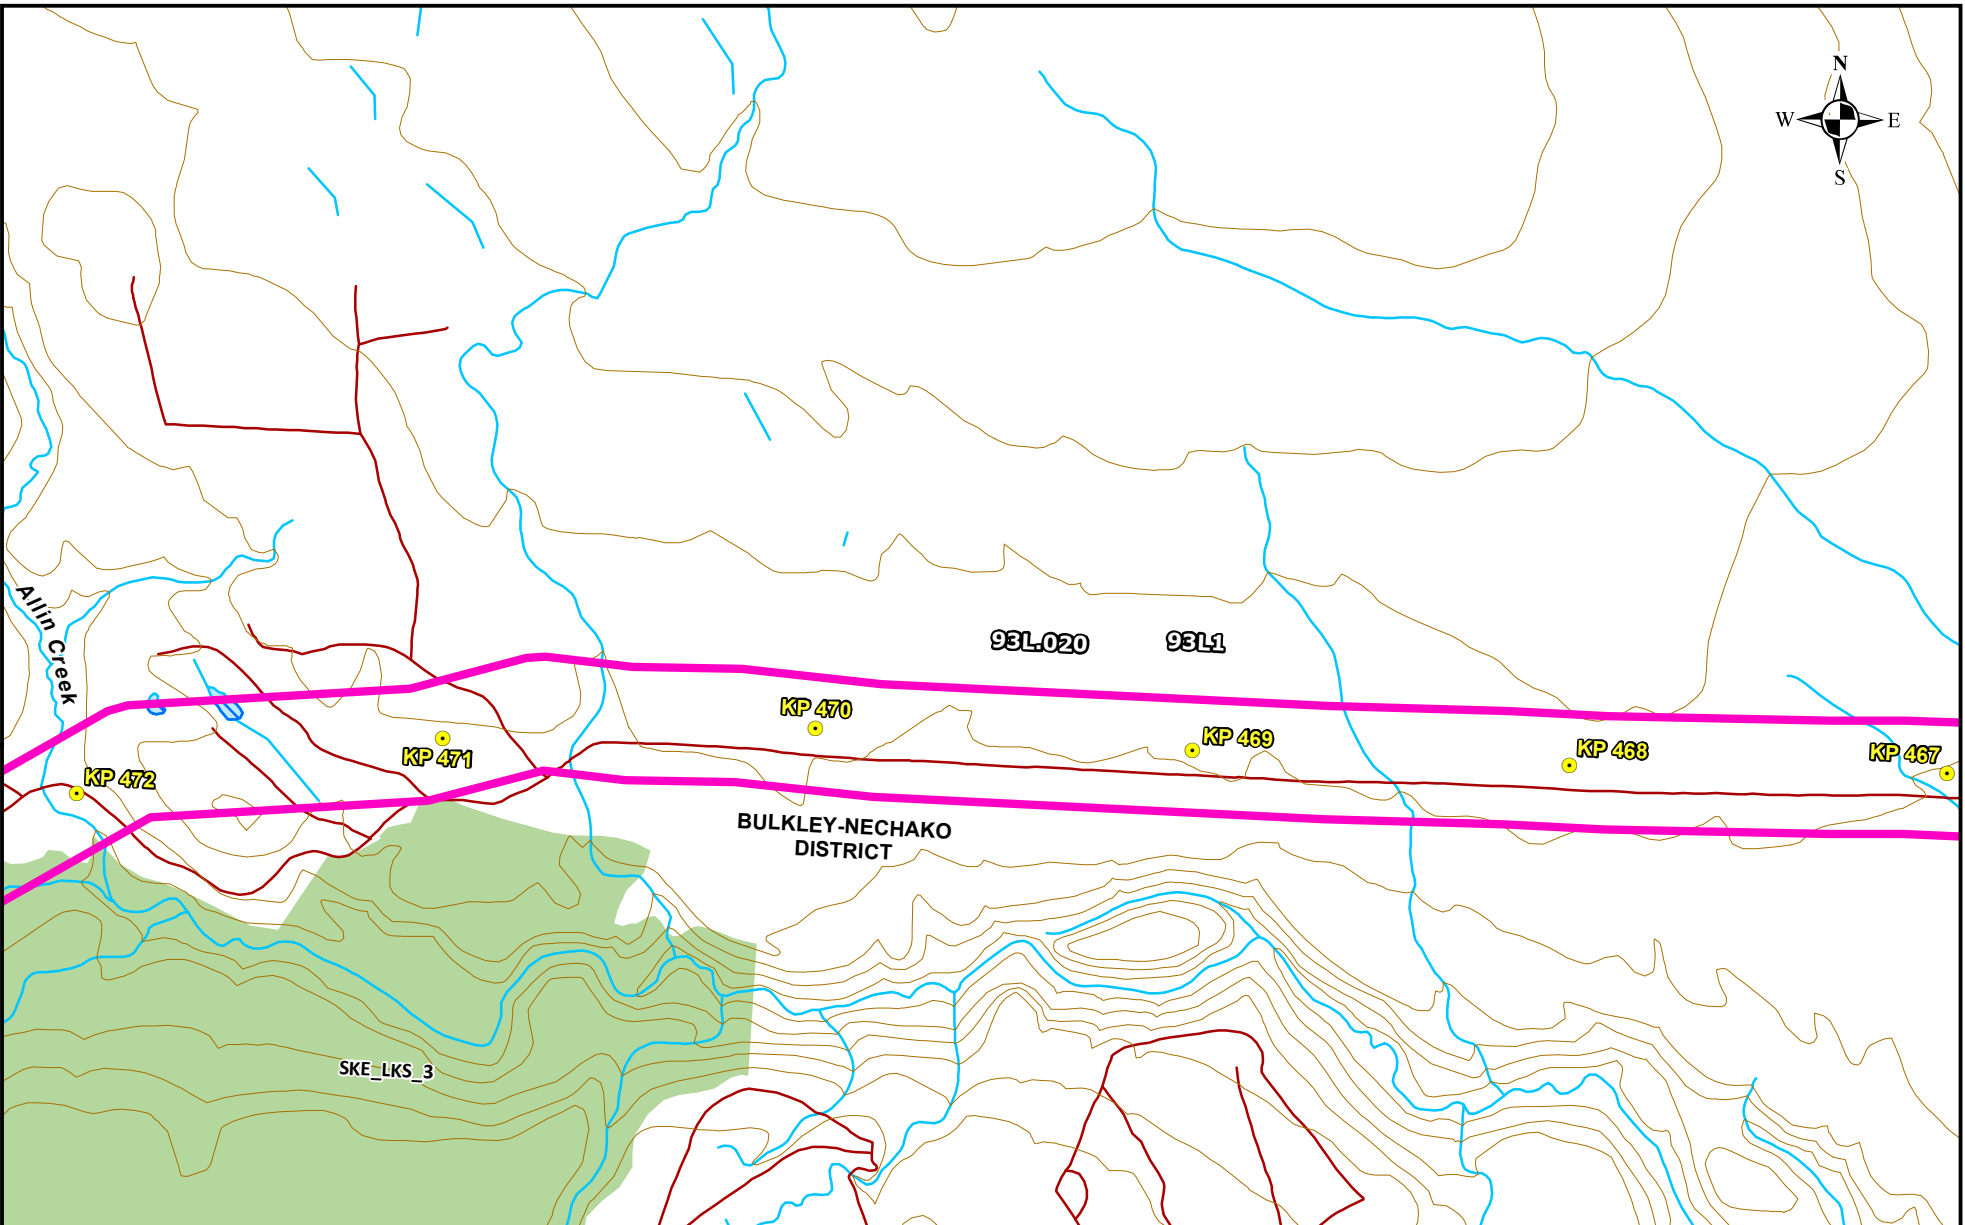 N
W E
S
Allin Creek
93L.020 93L1
KP 470
KP 469
KP 468
KP 467
KP 471
KP 472
BULKLEY-NECHAKO
DISTRICT
SKE_LKS_3